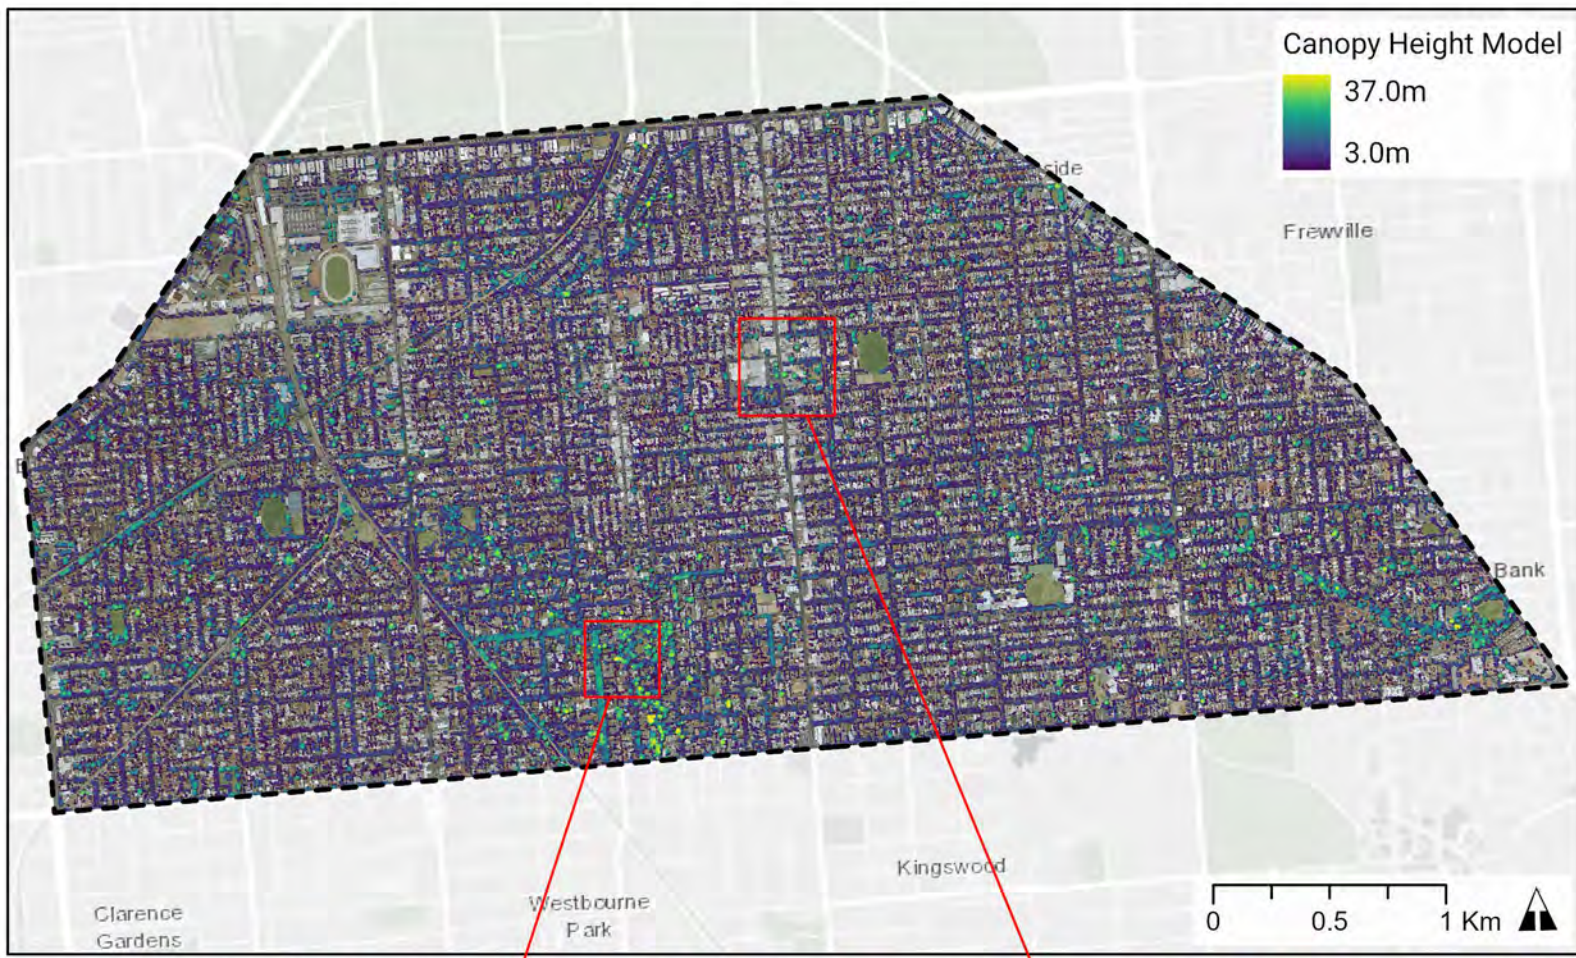 Canopy Height Model
37.0m
3.0m
side
Frewville
Bank
Kingswood
Westbourne
Park
Clarence
Gardens
0
0.5
1 Km